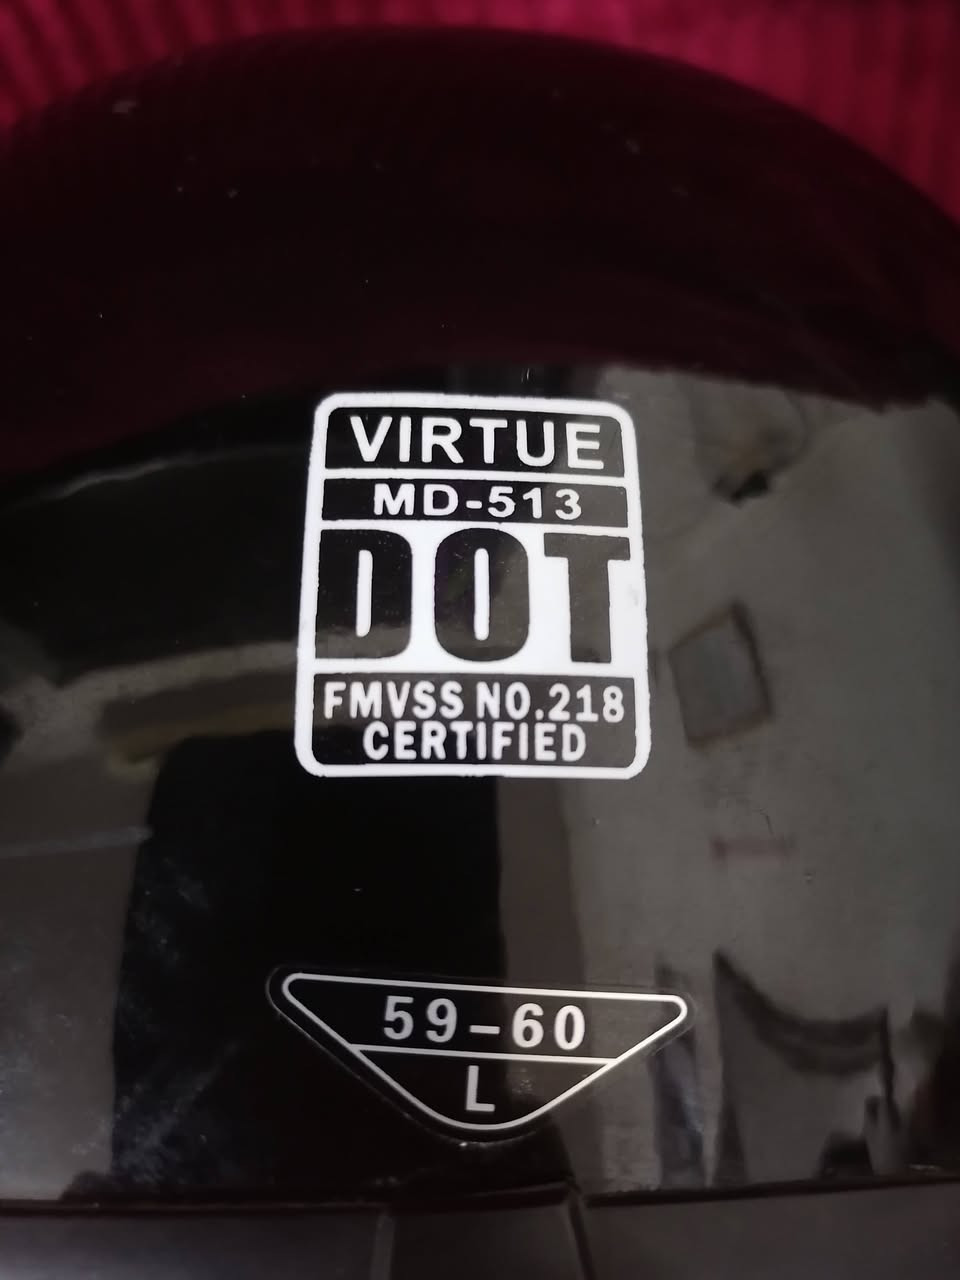 VIRTUE
MD-513
DOT
FMVSS NO.218
CERTIFIED
59-60
L